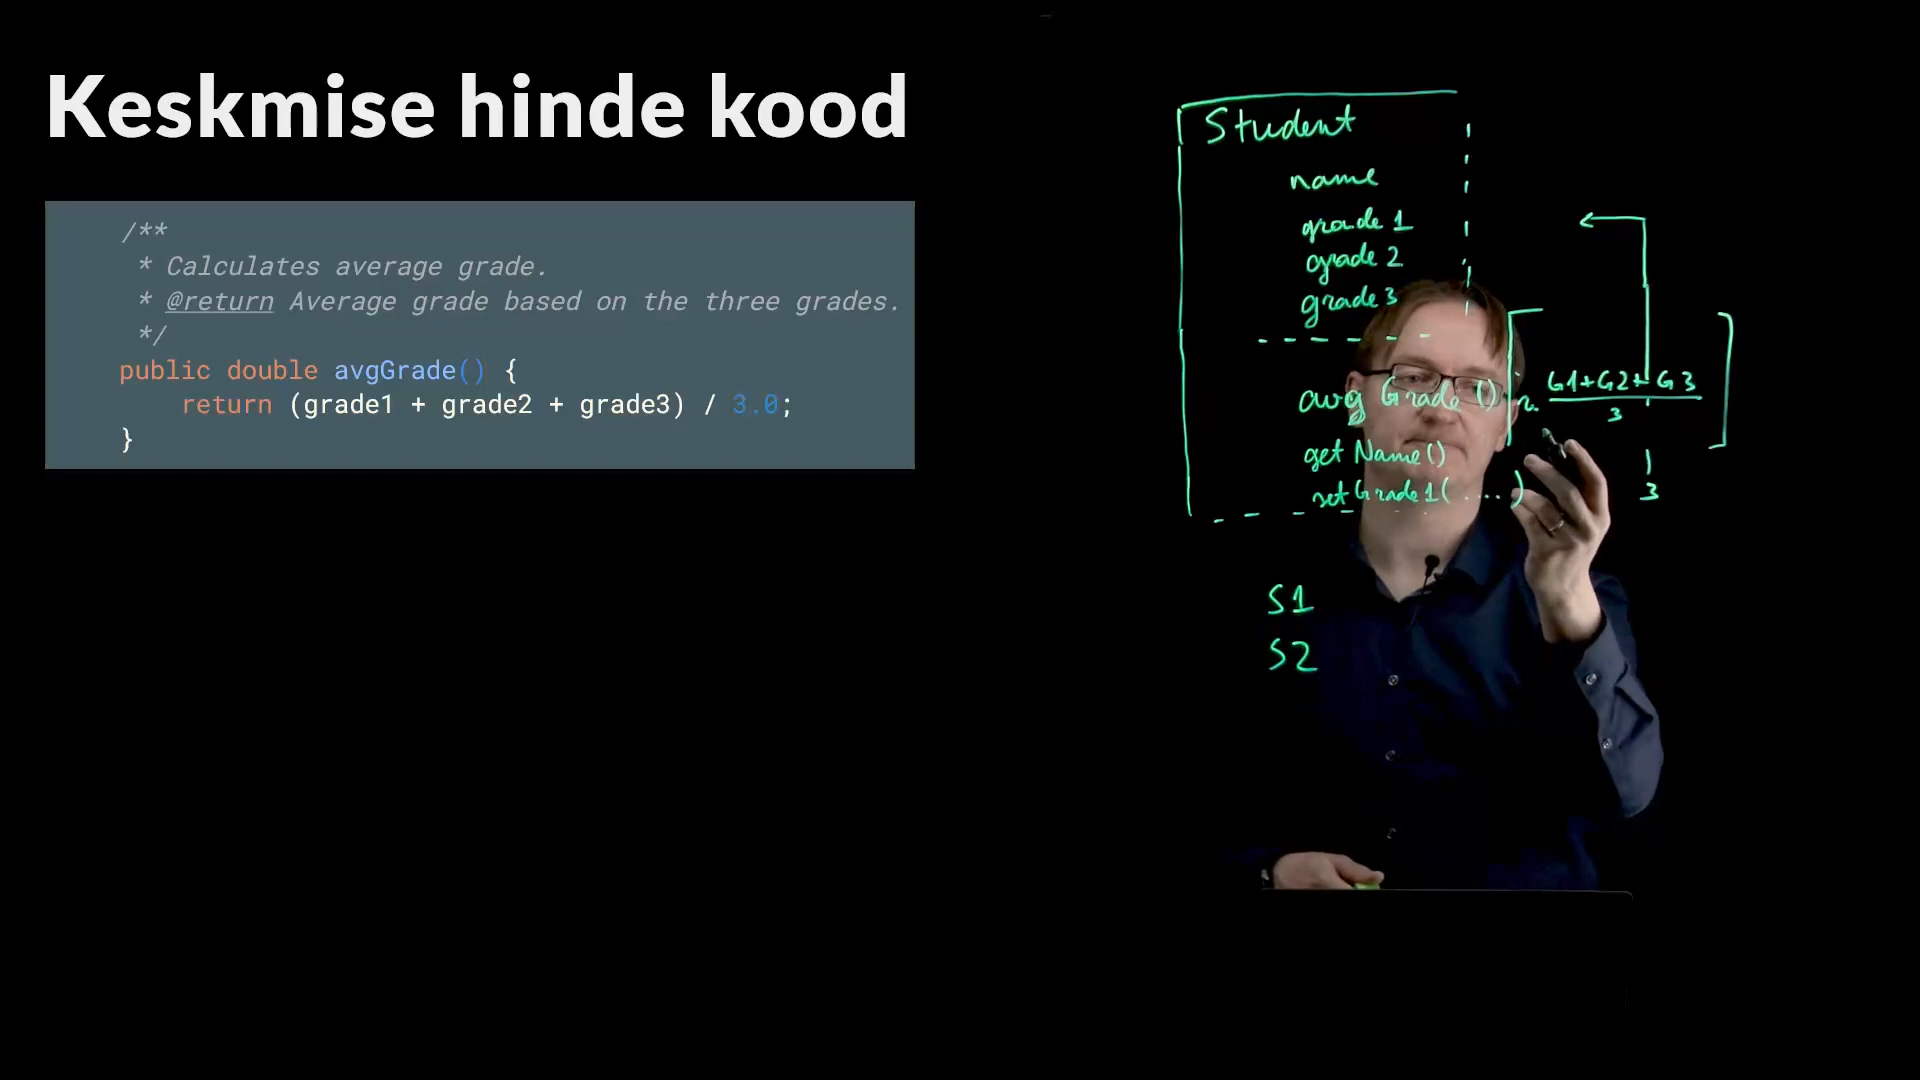 Keskmise hinde kood
/**
* Calculates average grade.
* @return Average grade based on the three grades.
*/
public double avgGrade() {
return (grade1 + grade2 + grade3) / 3.0;
}
Student
name
grade 1
grade 2
grade 3
avg Grade ()
get Name ()
set Grade 1 ( .... )
G1+G2+G3
3
3
S1
S2